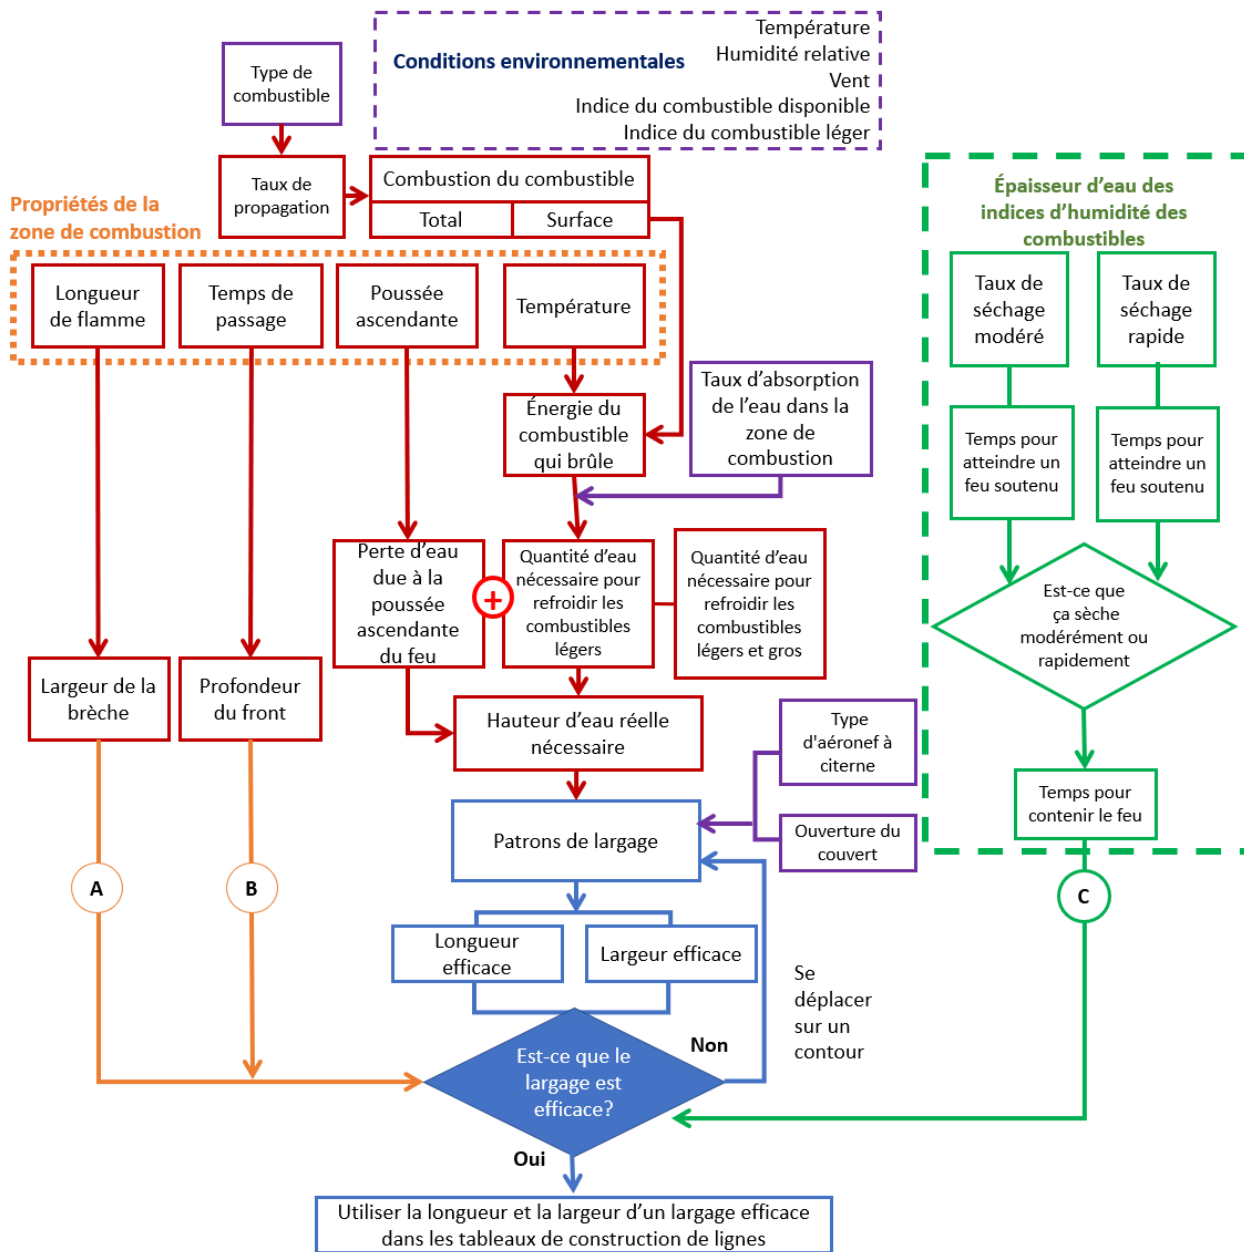 Température
Humidité relative
Conditions environnementales
Vent
Indice du combustible disponible
Indice du combustible léger
Type de
combustible
Taux de
propagation
Combustion du combustible
Total
Surface
Propriétés de la
zone de combustion
Longueur
de flamme
Temps de
passage
Poussée
ascendante
Température
Épaisseur d’eau des
indices d’humidité des
combustibles
Taux de
séchage
modéré
Taux de
séchage
rapide
Énergie du
combustible
qui brûle
Taux d’absorption
de l’eau dans la
zone de
combustion
Temps pour
atteindre un
feu soutenu
Temps pour
atteindre un
feu soutenu
Perte d’eau
due à la
poussée
ascendante
du feu
+
Quantité d’eau
nécessaire pour
refroidir les
combustibles
légers
Quantité d’eau
nécessaire pour
refroidir les
combustibles
légers et gros
Est-ce que
ça sèche
modérément ou
rapidement
Largeur de la
brèche
Profondeur
du front
Hauteur d’eau réelle
nécessaire
Type
d'aéronef à
citerne
Temps pour
contenir le feu
Patrons de largage
Ouverture du
couvert
A
B
C
Longueur
efficace
Largeur efficace
Se
déplacer
sur un
contour
Non
Est-ce que le
largage est
efficace?
Oui
Utiliser la longueur et la largeur d’un largage efficace
dans les tableaux de construction de lignes